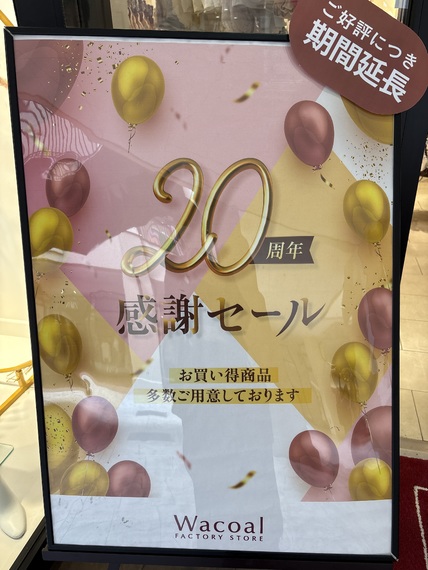 ご好評につき
期間延長
20
周年
感謝セール
お買い得商品
多数ご用意しております
Wacoal
FACTORY STORE